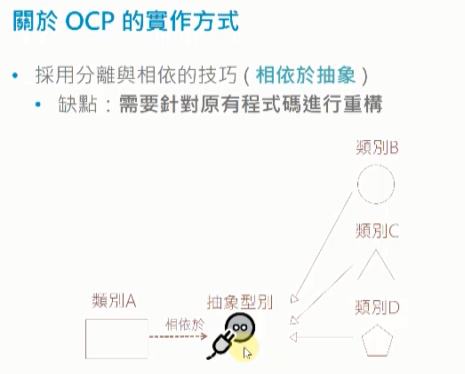 關於 OCP 的實作方式
• 採用分離與相依的技巧 ( 相依於抽象 )
• 缺點：需要針對原有程式碼進行重構
類別B
類別C
類別A
抽象型別
相依於
類別D